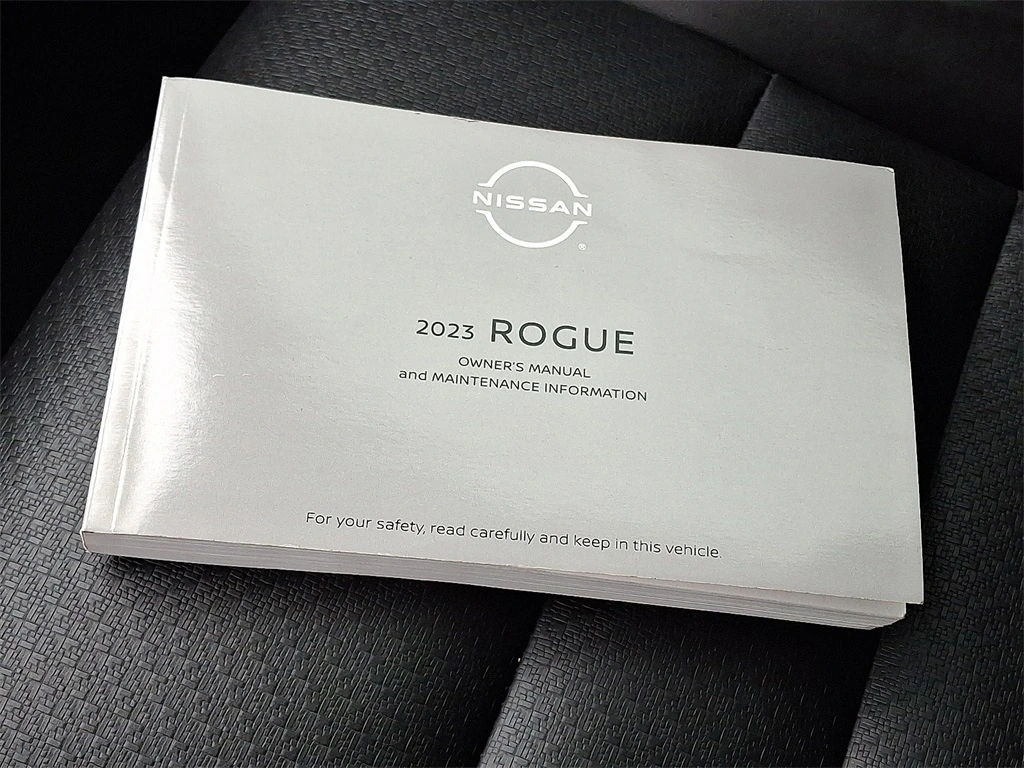 NISSAN
®
2023 ROGUE
OWNER'S MANUAL
and MAINTENANCE INFORMATION
For your safety, read carefully and keep in this vehicle.